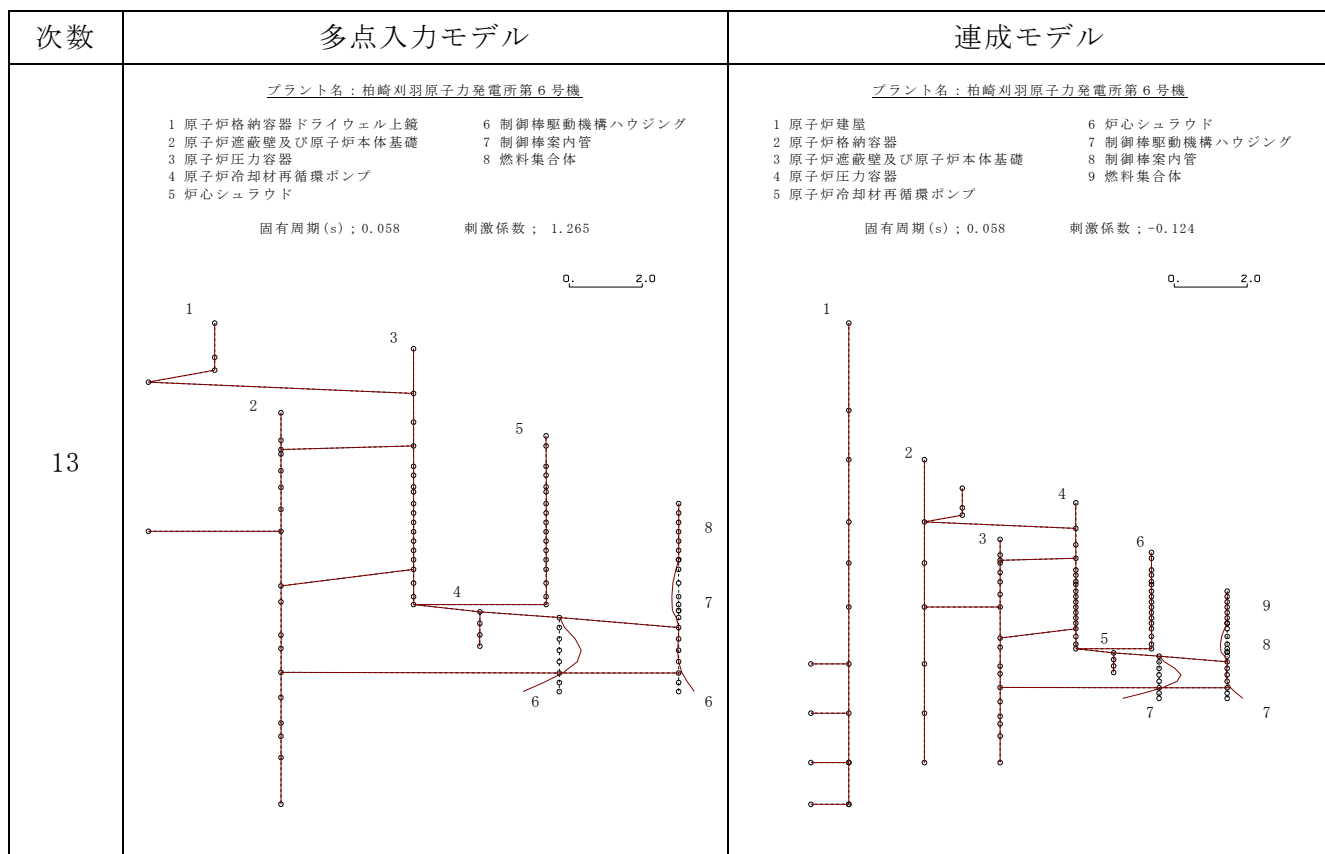 次数
多点入力モデル
連成モデル
13
プラント名：柏崎刈羽原子力発電所第６号機
1 原子炉格納容器ドライウェル上鏡
2 原子炉遮蔽壁及び原子炉本体基礎
3 原子炉圧力容器
4 原子炉冷却材再循環ポンプ
5 炉心シュラウド
6 制御棒駆動機構ハウジング
7 制御棒案内管
8 燃料集合体
固有周期(s)；0.058
刺激係数； 1.265
0. 2.0
1
3
2
5
8
4
7
6
6
プラント名：柏崎刈羽原子力発電所第６号機
1 原子炉建屋
2 原子炉格納容器
3 原子炉遮蔽壁及び原子炉本体基礎
4 原子炉圧力容器
5 原子炉冷却材再循環ポンプ
6 炉心シュラウド
7 制御棒駆動機構ハウジング
8 制御棒案内管
9 燃料集合体
固有周期(s)；0.058
刺激係数；-0.124
0. 2.0
1
2
4
3
6
9
5
8
7
7